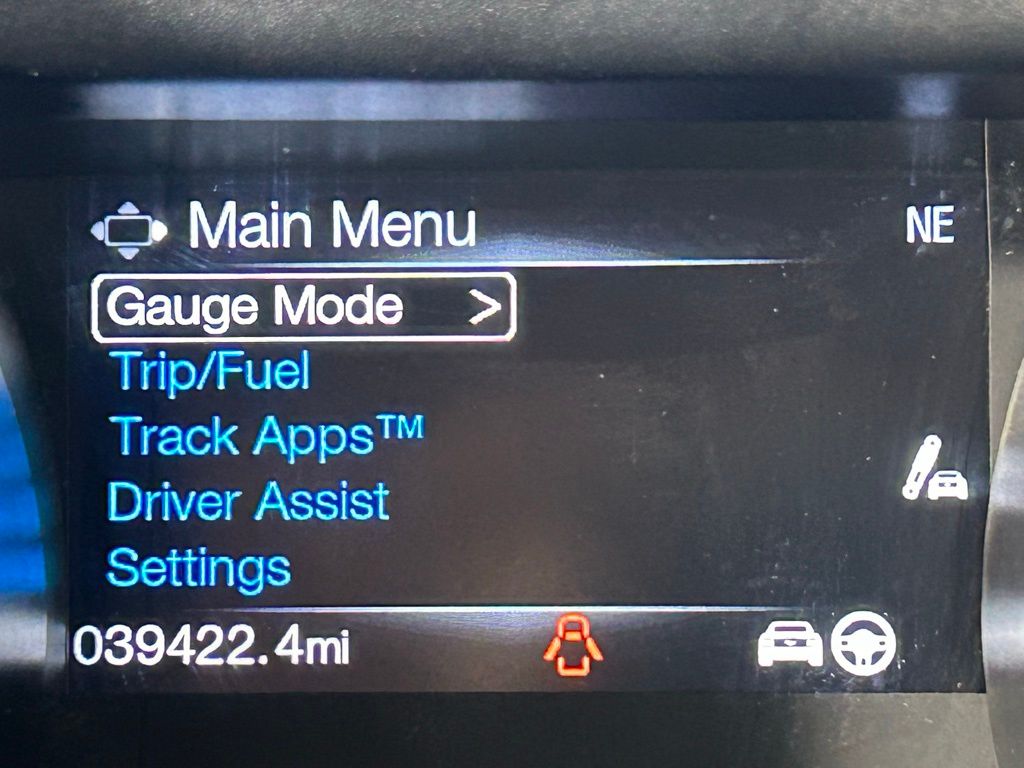 Main Menu
NE
Gauge Mode >
Trip/Fuel
Track Apps™
Driver Assist
Settings
039422.4mi